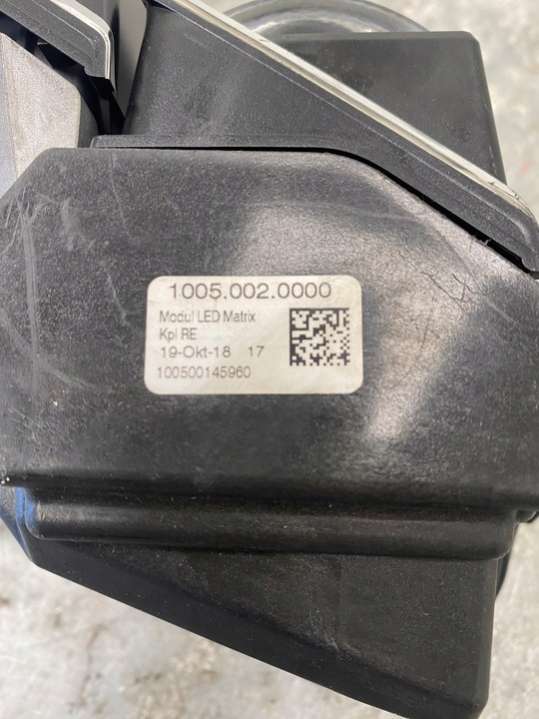 1005.002.0000
Modul LED Matrix
Kpl RE
19-Okt-18 17
100500145960